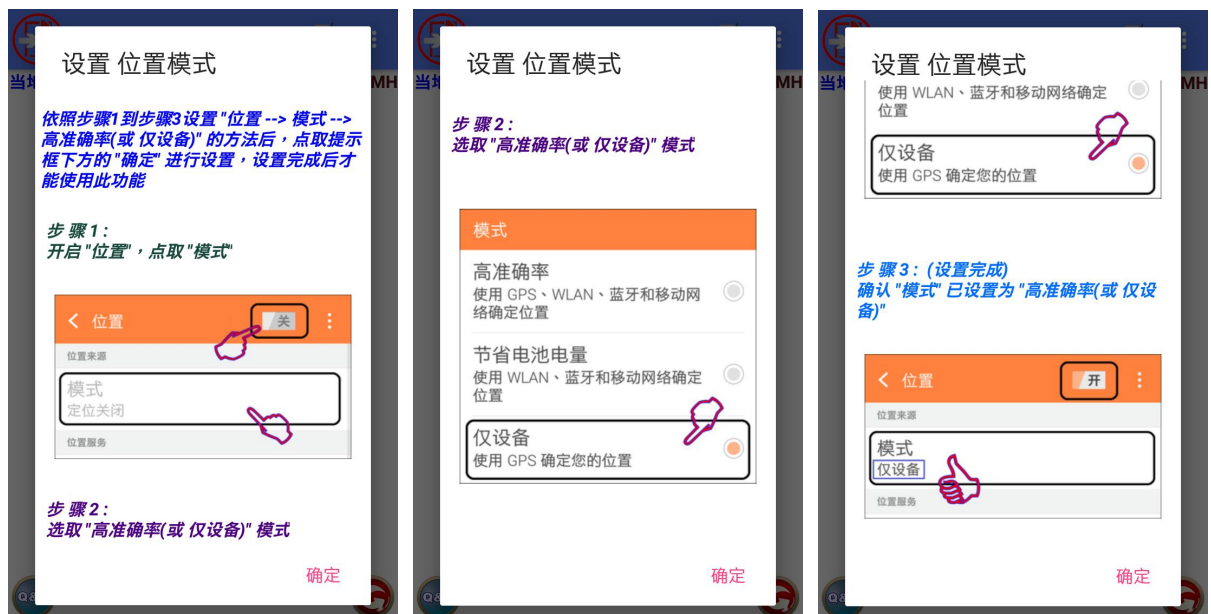 设置 位置模式
当
MH
依照步骤1到步骤3设置 "位置 --> 模式 -->
高准确率(或 仅设备)" 的方法后，点取提示
框下方的 "确定" 进行设置，设置完成后才
能使用此功能
步 骤 1 :
开启 "位置"，点取 "模式"
位置
关
位置来源
模式
定位关闭
位置服务
步 骤 2 :
选取 "高准确率(或 仅设备)" 模式
确定
Q&
设置 位置模式
当
MH
步 骤 2 :
选取 "高准确率(或 仅设备)" 模式
模式
高准确率
使用 GPS、WLAN、蓝牙和移动网
络确定位置
节省电池电量
使用 WLAN、蓝牙和移动网络确定
位置
仅设备
使用 GPS 确定您的位置
确定
Q&
设置 位置模式
当
MH
使用 WLAN、蓝牙和移动网络确定
位置
仅设备
使用 GPS 确定您的位置
步 骤 3 : (设置完成)
确认 "模式" 已设置为 "高准确率(或 仅设
备)"
位置
开
位置来源
模式
仅设备
位置服务
确定
Q&